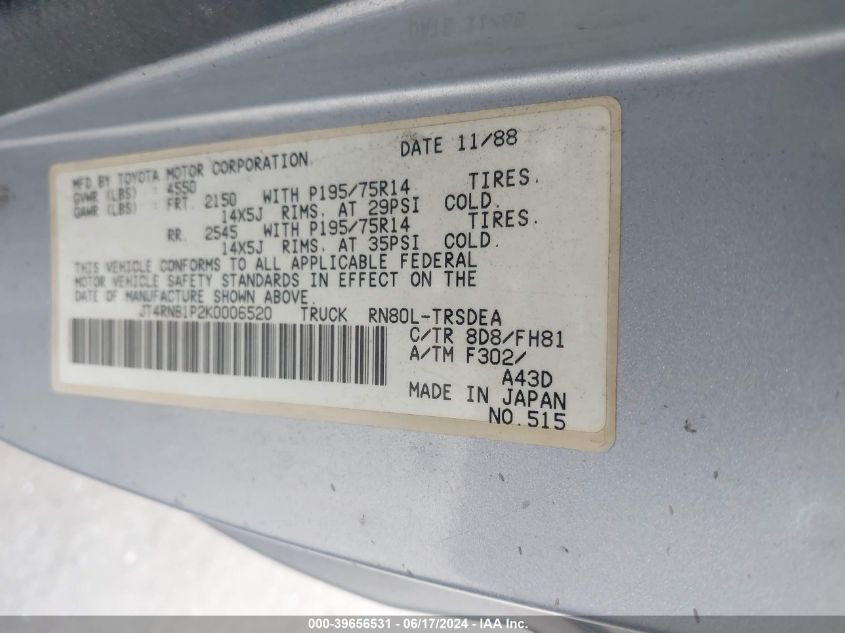 MFD BY TOYOTA MOTOR CORPORATION DATE 11/88
GVWR (LBS) : 4550
GAWR (LBS) : FRT. 2150 WITH P195/75R14 TIRES.
14X5J RIMS, AT 29PSI COLD.
RR. 2545 WITH P195/75R14 TIRES.
14X5J RIMS, AT 35PSI COLD.
THIS VEHICLE CONFORMS TO ALL APPLICABLE FEDERAL
MOTOR VEHICLE SAFETY STANDARDS IN EFFECT ON THE
DATE OF MANUFACTURE SHOWN ABOVE.
JT4RN81P2K0006520 TRUCK RN80L-TRSDEA
C/TR 8D8/FH81
A/TM F302/
A43D
MADE IN JAPAN
NO.515
000-39656531 - 06/17/2024 - IAAI.COM